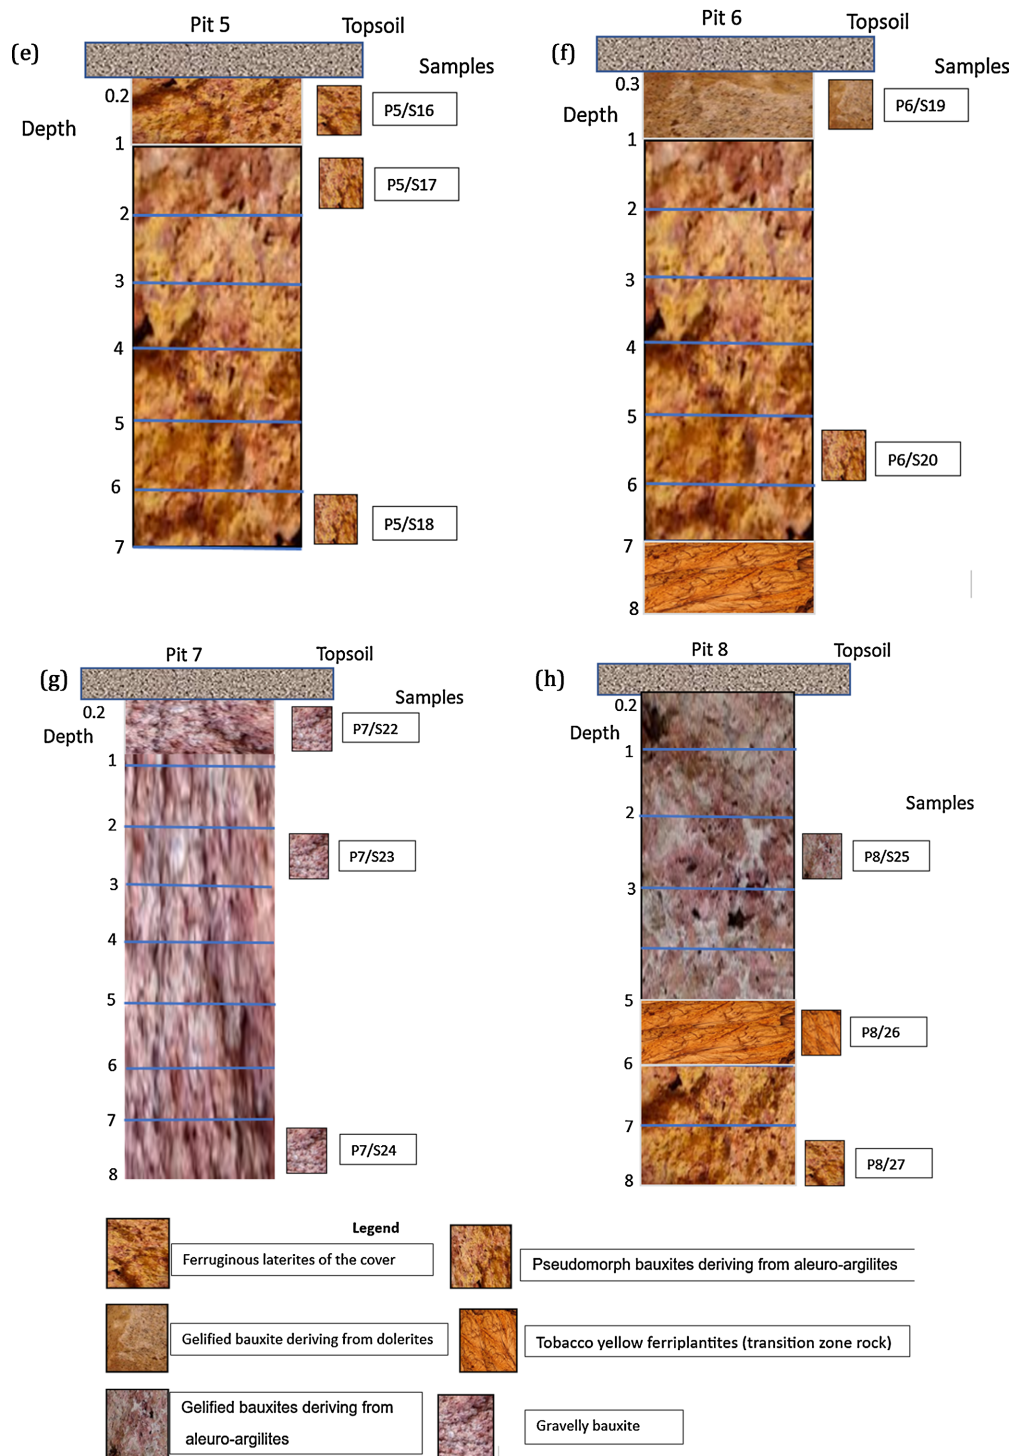 Pit 5
Topsoil
(e)
Samples
0.2
P5/S16
Depth
1
P5/S17
2
3
4
5
6
P5/S18
7
Pit 6
Topsoil
(f)
Samples
0.3
P6/S19
Depth
1
2
3
4
5
P6/S20
6
7
8
Pit 7
Topsoil
(g)
Samples
0.2
P7/S22
Depth
1
2
P7/S23
3
4
5
6
7
P7/S24
8
Pit 8
Topsoil
(h)
0.2
Depth
1
Samples
2
P8/S25
3
5
P8/26
6
7
P8/27
8
Legend
Ferruginous laterites of the cover
Pseudomorph bauxites deriving from aleuro-argilites
Gelified bauxite deriving from dolerites
Tobacco yellow ferriplantites (transition zone rock)
Gelified bauxites deriving from
aleuro-argilites
Gravelly bauxite